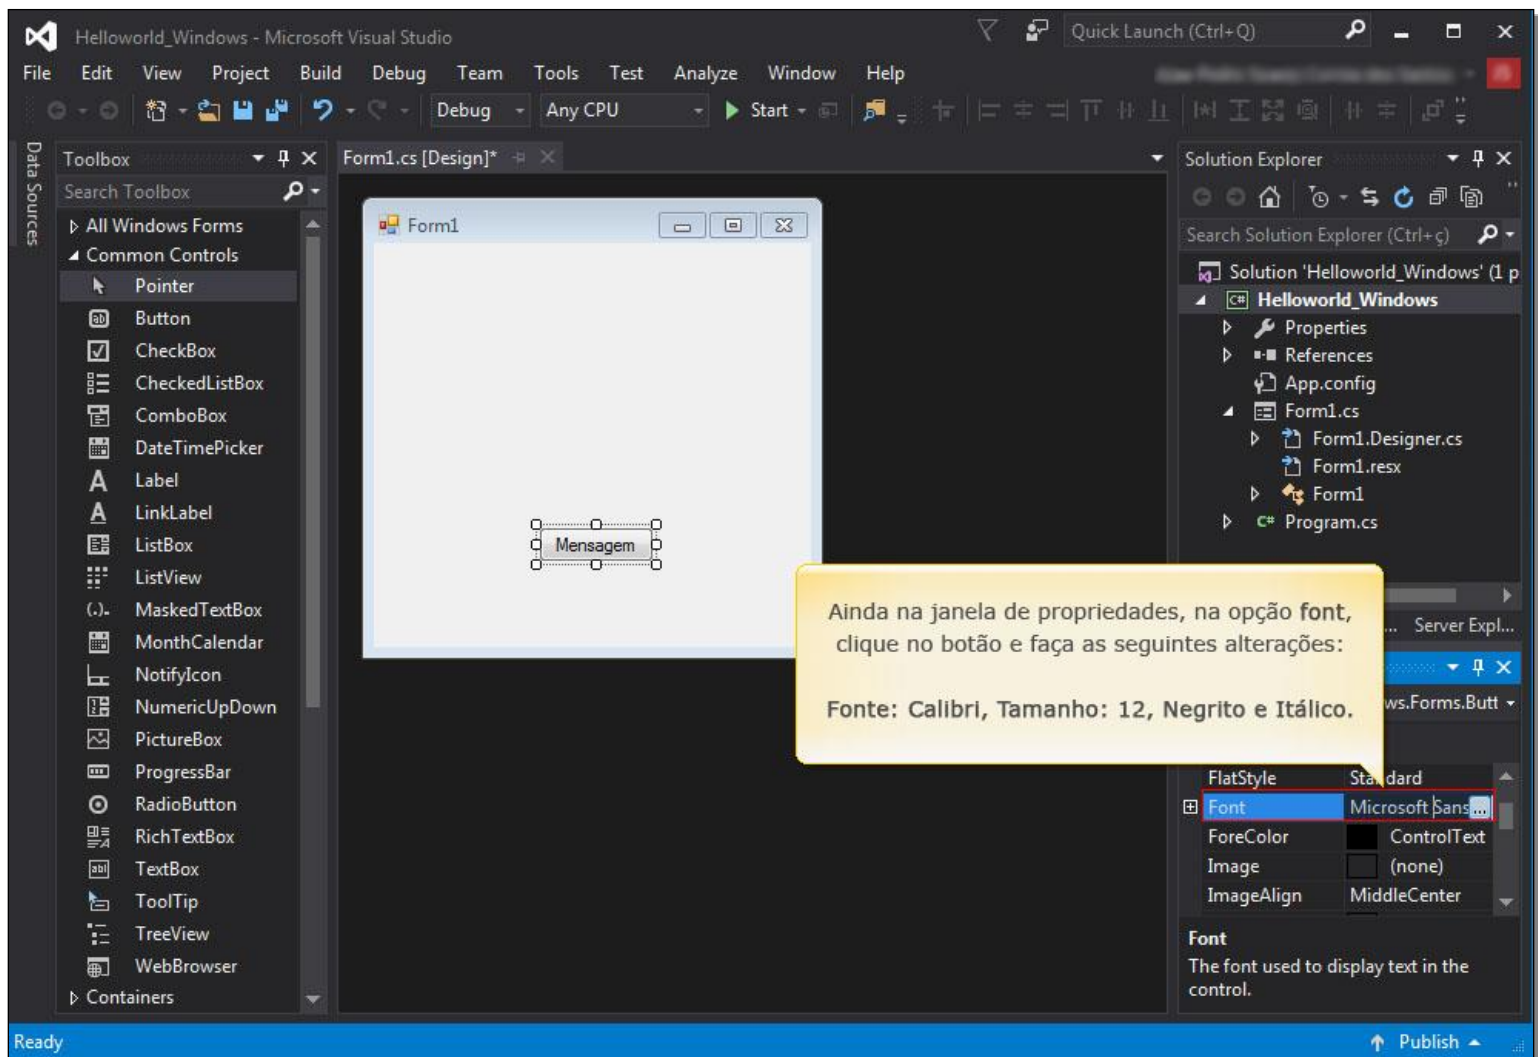 Helloworld_Windows - Microsoft Visual Studio
Quick Launch (Ctrl+Q)
File Edit View Project Build Debug Team Tools Test Analyze Window Help
Debug Any CPU Start
Data Sources
Toolbox
Search Toolbox
All Windows Forms
Common Controls
Pointer
Button
CheckBox
CheckedListBox
ComboBox
DateTimePicker
Label
LinkLabel
ListBox
ListView
MaskedTextBox
MonthCalendar
NotifyIcon
NumericUpDown
PictureBox
ProgressBar
RadioButton
RichTextBox
TextBox
ToolTip
TreeView
WebBrowser
Containers
Form1.cs [Design]*
Form1
Mensagem
Ainda na janela de propriedades, na opção font,
clique no botão e faça as seguintes alterações:
Fonte: Calibri, Tamanho: 12, Negrito e Itálico.
Solution Explorer
Search Solution Explorer (Ctrl+ç)
Solution 'Helloworld_Windows' (1 p
Helloworld_Windows
Properties
References
App.config
Form1.cs
Form1.Designer.cs
Form1.resx
Form1
Program.cs
... Server Expl...
ws.Forms.Butt
FlatStyle Standard
Font Microsoft Sans ...
ForeColor ControlText
Image (none)
ImageAlign MiddleCenter
Font
The font used to display text in the
control.
Ready
Publish